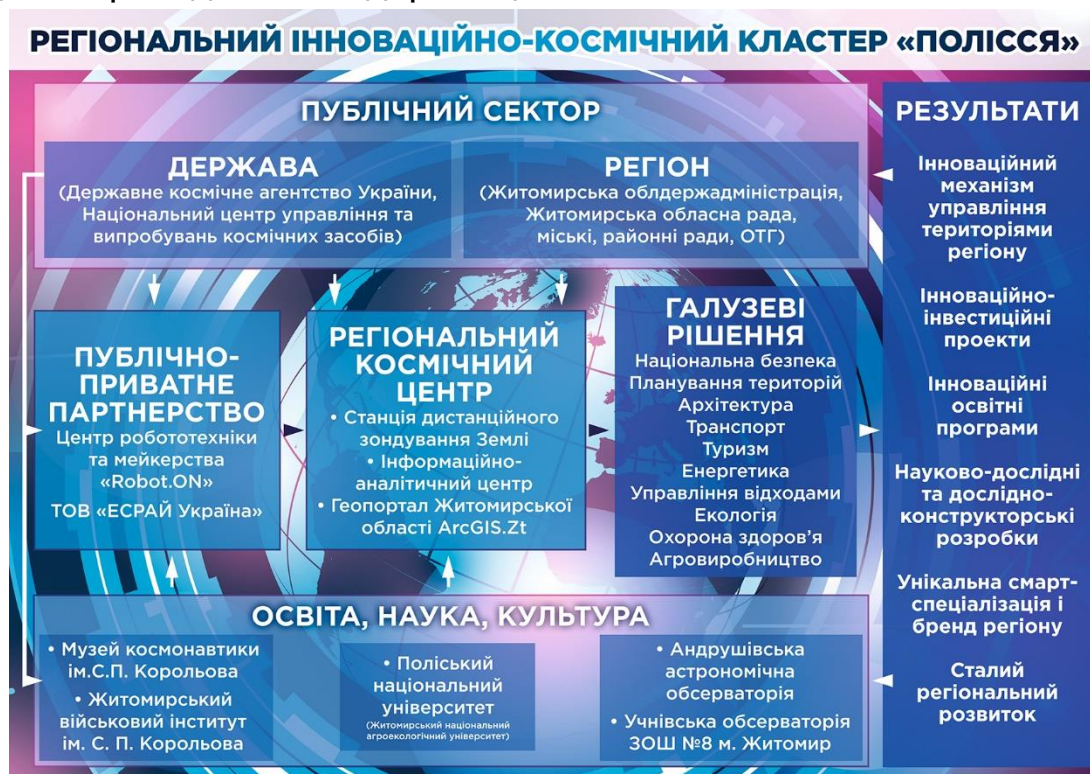 РЕГІОНАЛЬНИЙ ІННОВАЦІЙНО-КОСМІЧНИЙ КЛАСТЕР «ПОЛІССЯ»
ПУБЛІЧНИЙ СЕКТОР
ДЕРЖАВА
(Державне космічне агентство України,
Національний центр управління та
випробувань космічних засобів)
РЕГІОН
(Житомирська облдержадміністрація,
Житомирська обласна рада,
міські, районні ради, ОТГ)
ПУБЛІЧНО-
ПРИВАТНЕ
ПАРТНЕРСТВО
Центр робототехніки
та мейкерства
«Robot.ON»
ТОВ «ЕСРАЙ Україна»
РЕГІОНАЛЬНИЙ
КОСМІЧНИЙ
ЦЕНТР
• Станція дистанційного
зондування Землі
• Інформаційно-
аналітичний центр
• Геопортал Житомирської
області ArcGIS.Zt
ГАЛУЗЕВІ
РІШЕННЯ
Національна безпека
Планування територій
Архітектура
Транспорт
Туризм
Енергетика
Управління відходами
Екологія
Охорона здоров’я
Агровиробництво
ОСВІТА, НАУКА, КУЛЬТУРА
• Музей космонавтики
ім.С.П. Корольова
• Житомирський
військовий інститут
ім. С. П. Корольова
• Поліський
національний
університет
(Житомирський національний
агроекологічний університет)
• Андрушівська
астрономічна
обсерваторія
• Учнівська обсерваторія
ЗОШ №8 м. Житомир
РЕЗУЛЬТАТИ
Інноваційний
механізм
управління
територіями
регіону
Інноваційно-
інвестиційні
проекти
Інноваційні
освітні
програми
Науково-дослідні
та дослідно-
конструкторські
розробки
Унікальна смарт-
спеціалізація і
бренд регіону
Сталий
регіональний
розвиток